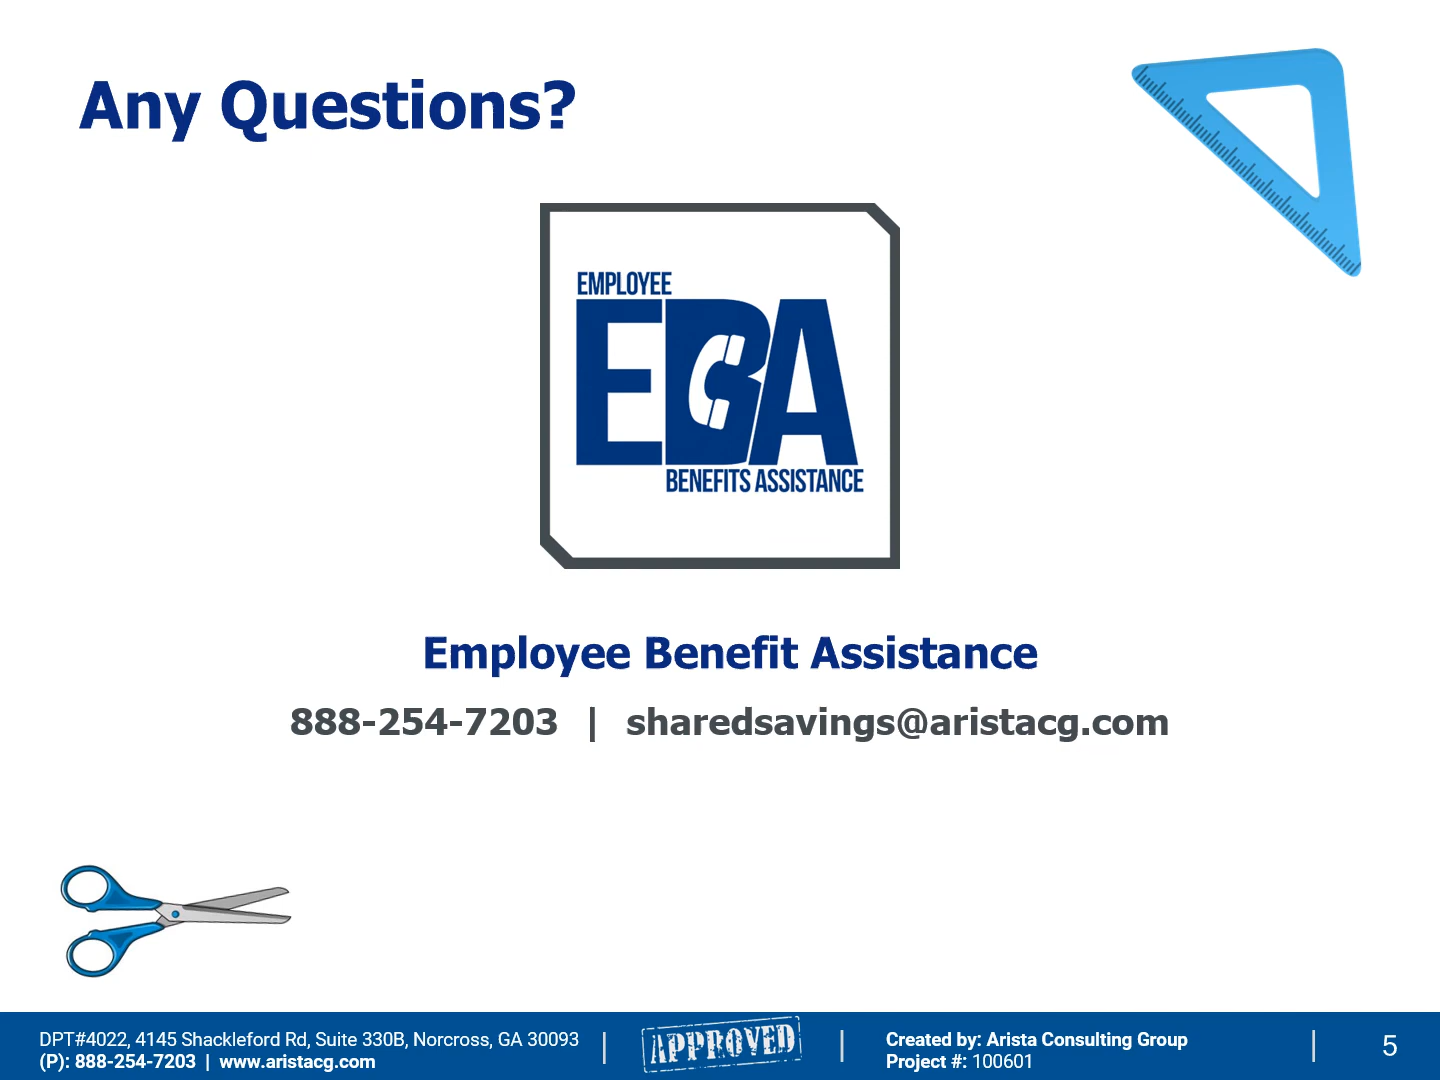 Any Questions?
EMPLOYEE
EBA
BENEFITS ASSISTANCE
Employee Benefit Assistance
888-254-7203 | sharedsavings@aristacg.com
DPT#4022, 4145 Shackleford Rd, Suite 330B, Norcross, GA 30093
(P): 888-254-7203 | www.aristacg.com
APPROVED
Created by: Arista Consulting Group
Project #: 100601
5